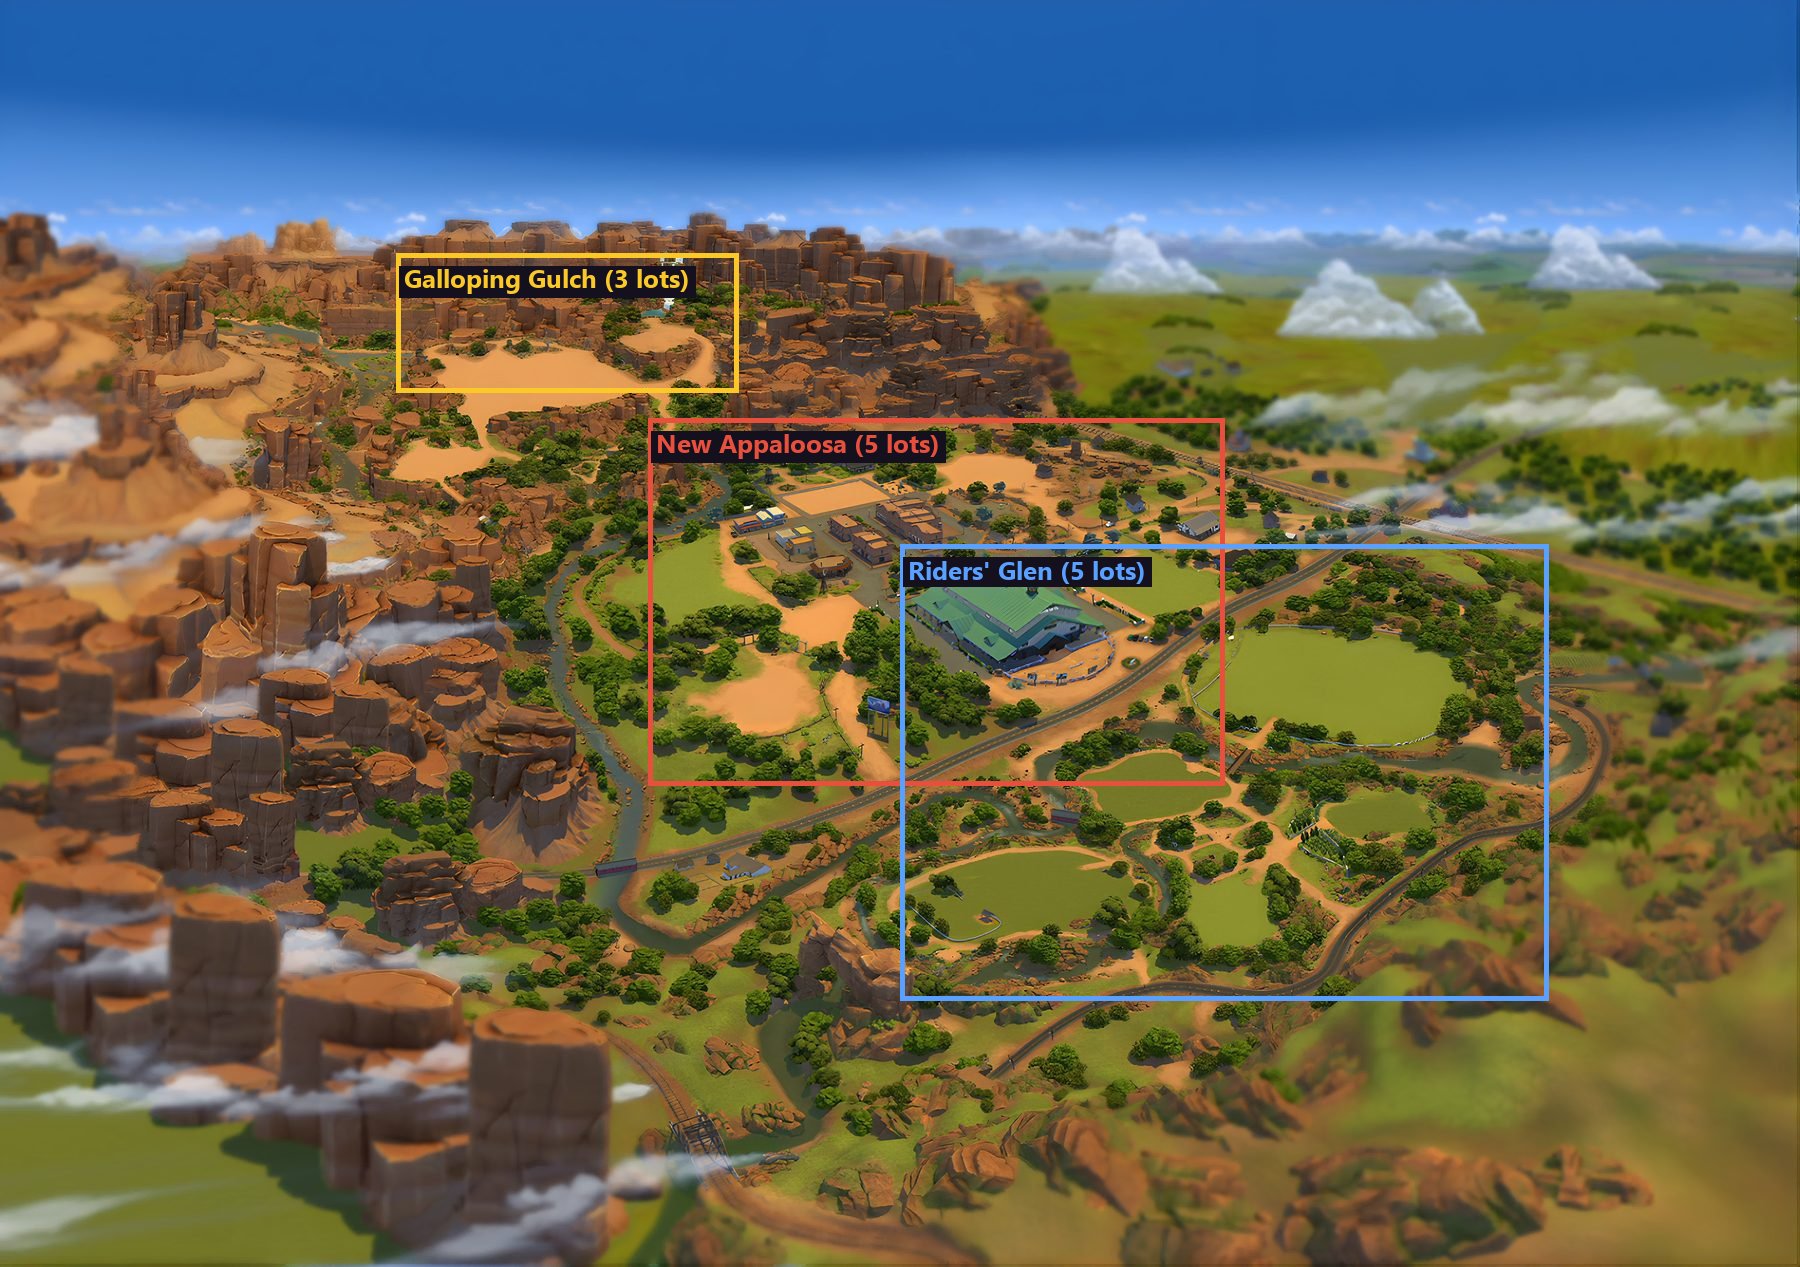 Galloping Gulch (3 lots)
New Appaloosa (5 lots)
Riders' Glen (5 lots)